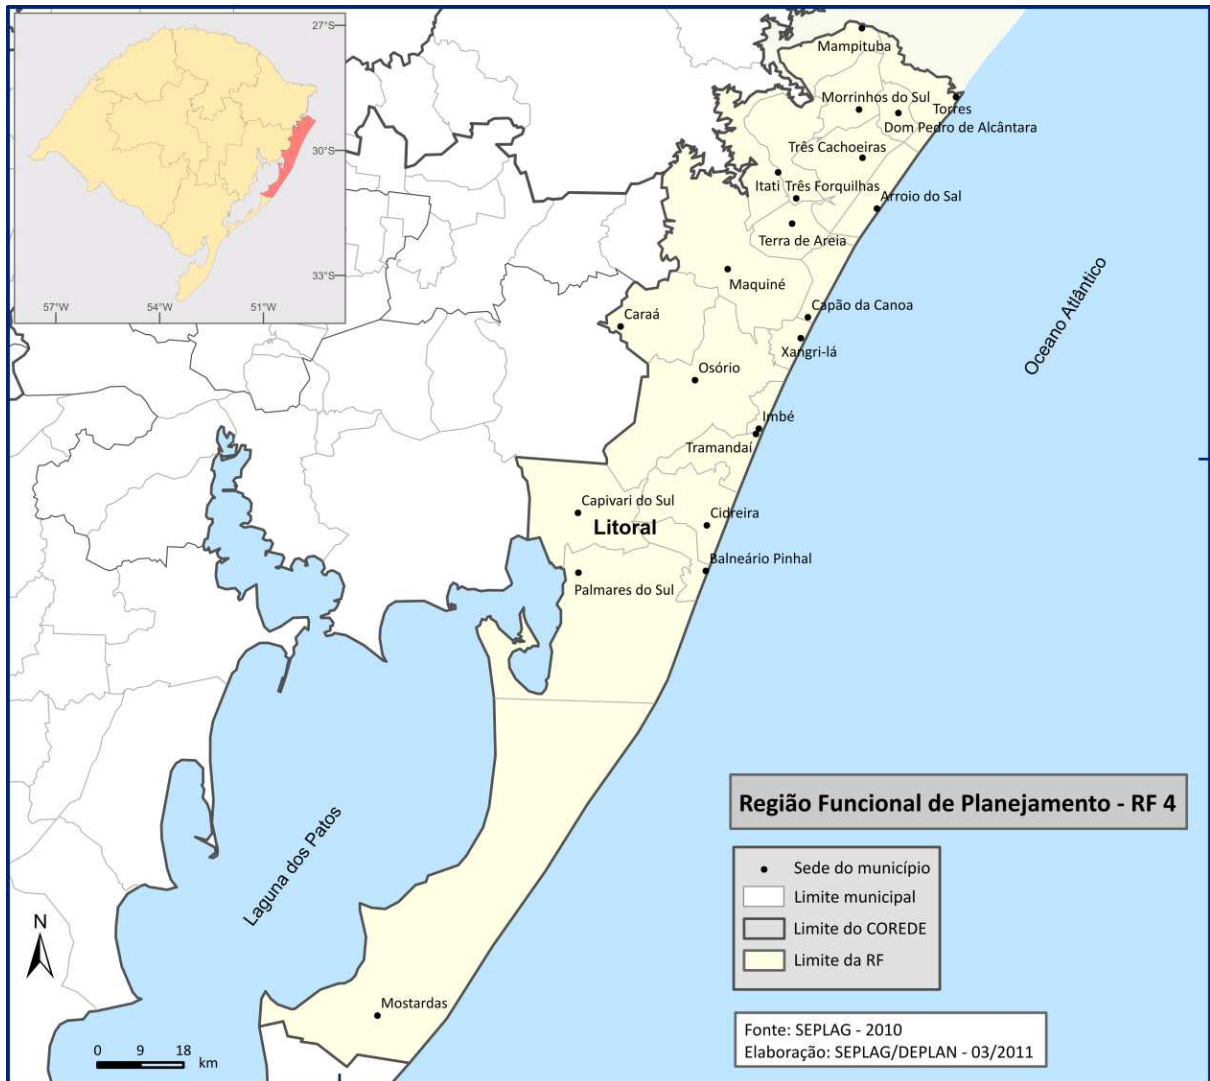 27°S
30°S
33°S
57°W
54°W
51°W
Mampituba
Morrinhos do Sul
Torres
Dom Pedro de Alcântara
Três Cachoeiras
Itati
Três Forquilhas
Arroio do Sal
Terra de Areia
Maquiné
Caraá
Capão da Canoa
Xangri-lá
Osório
Imbé
Tramandaí
Capivari do Sul
Litoral
Cidreira
Balneário Pinhal
Palmares do Sul
Mostardas
Oceano Atlântico
Laguna dos Patos
N
0 9 18
km
Região Funcional de Planejamento - RF 4
Sede do município
Limite municipal
Limite do COREDE
Limite da RF
Fonte: SEPLAG - 2010
Elaboração: SEPLAG/DEPLAN - 03/2011